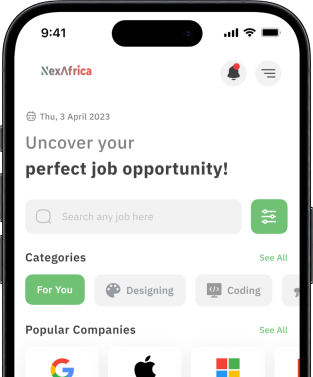 9:41
NexAfrica
Thu, 3 April 2023
Uncover your
perfect job opportunity!
Search any job here
Categories
See All
For You
Designing
Coding
Popular Companies
See All